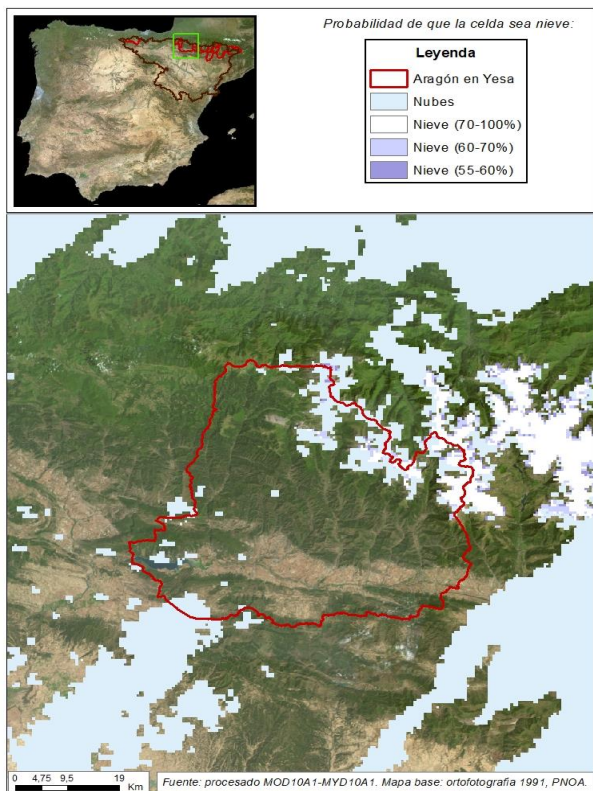 Probabilidad de que la celda sea nieve:
Leyenda
Aragón en Yesa
Nubes
Nieve (70-100%)
Nieve (60-70%)
Nieve (55-60%)
0 4,75 9,5 19
Km
Fuente: procesado MOD10A1-MYD10A1. Mapa base: ortofotografía 1991, PNOA.